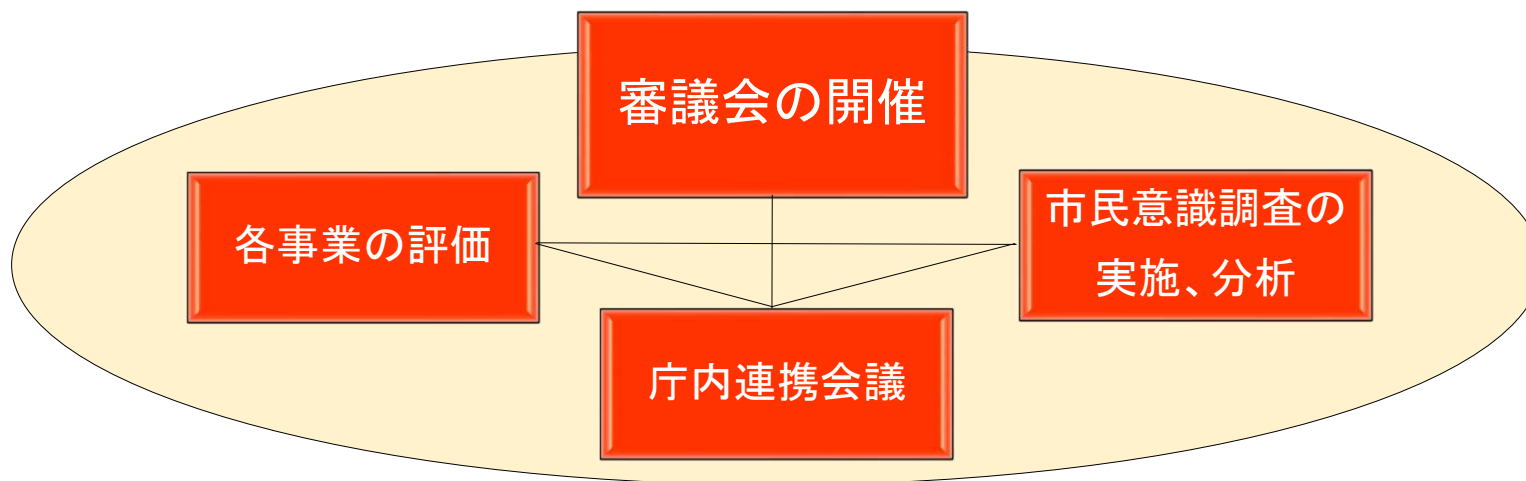 審議会の開催
各事業の評価
市民意識調査の
実施、分析
庁内連携会議